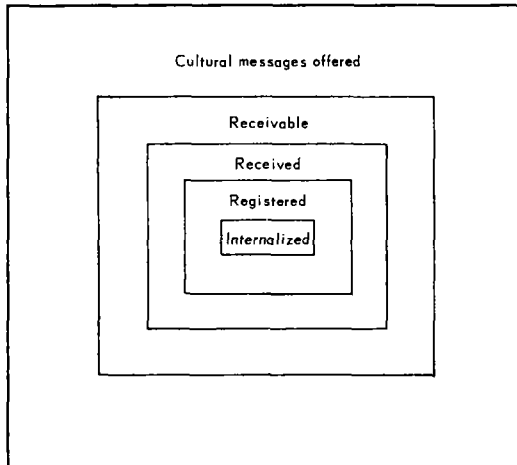 Cultural messages offered
Receivable
Received
Registered
Internalized